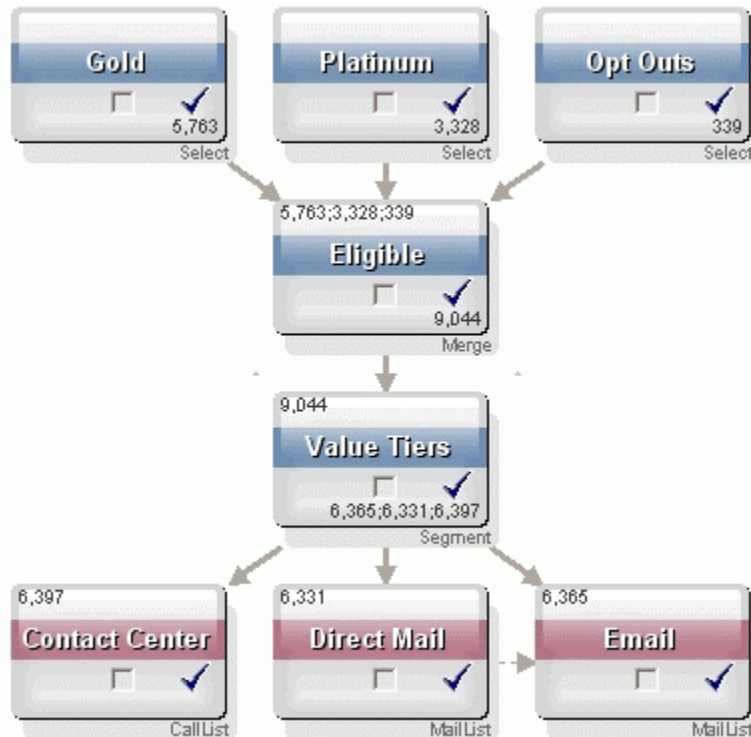 Gold
Platinum
Opt Outs
5,763
3,328
339
Select
Select
Select
5,763;3,328;339
Eligible
9,044
Merge
9,044
Value Tiers
6,365;6,331;6,397
Segment
6,397
6,331
6,365
Contact Center
Direct Mail
Email
CallList
MailList
MailList